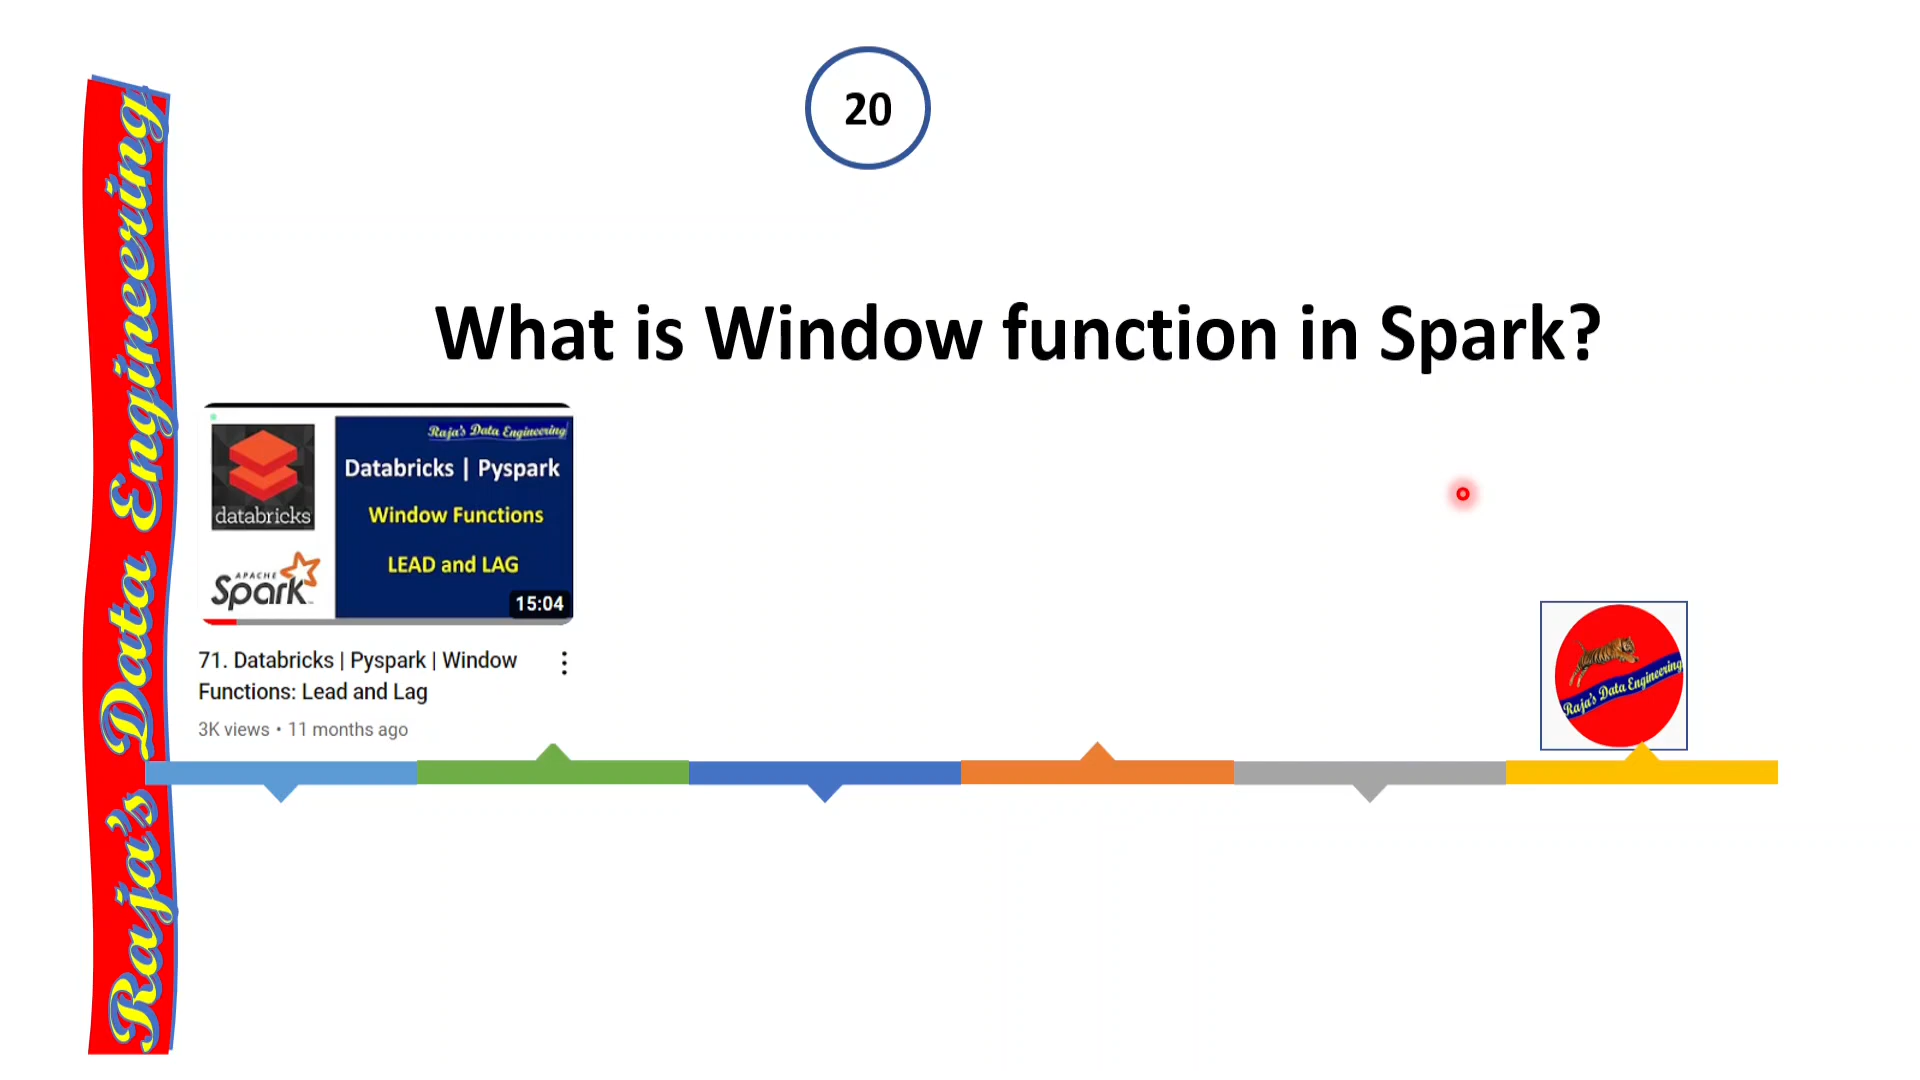 20
Raja's Data Engineering
What is Window function in Spark?
Raja's Data Engineering
databricks
Databricks | Pyspark
Window Functions
LEAD and LAG
APACHE
Spark
15:04
71. Databricks | Pyspark | Window
Functions: Lead and Lag
3K views • 11 months ago
Raja's Data Engineering